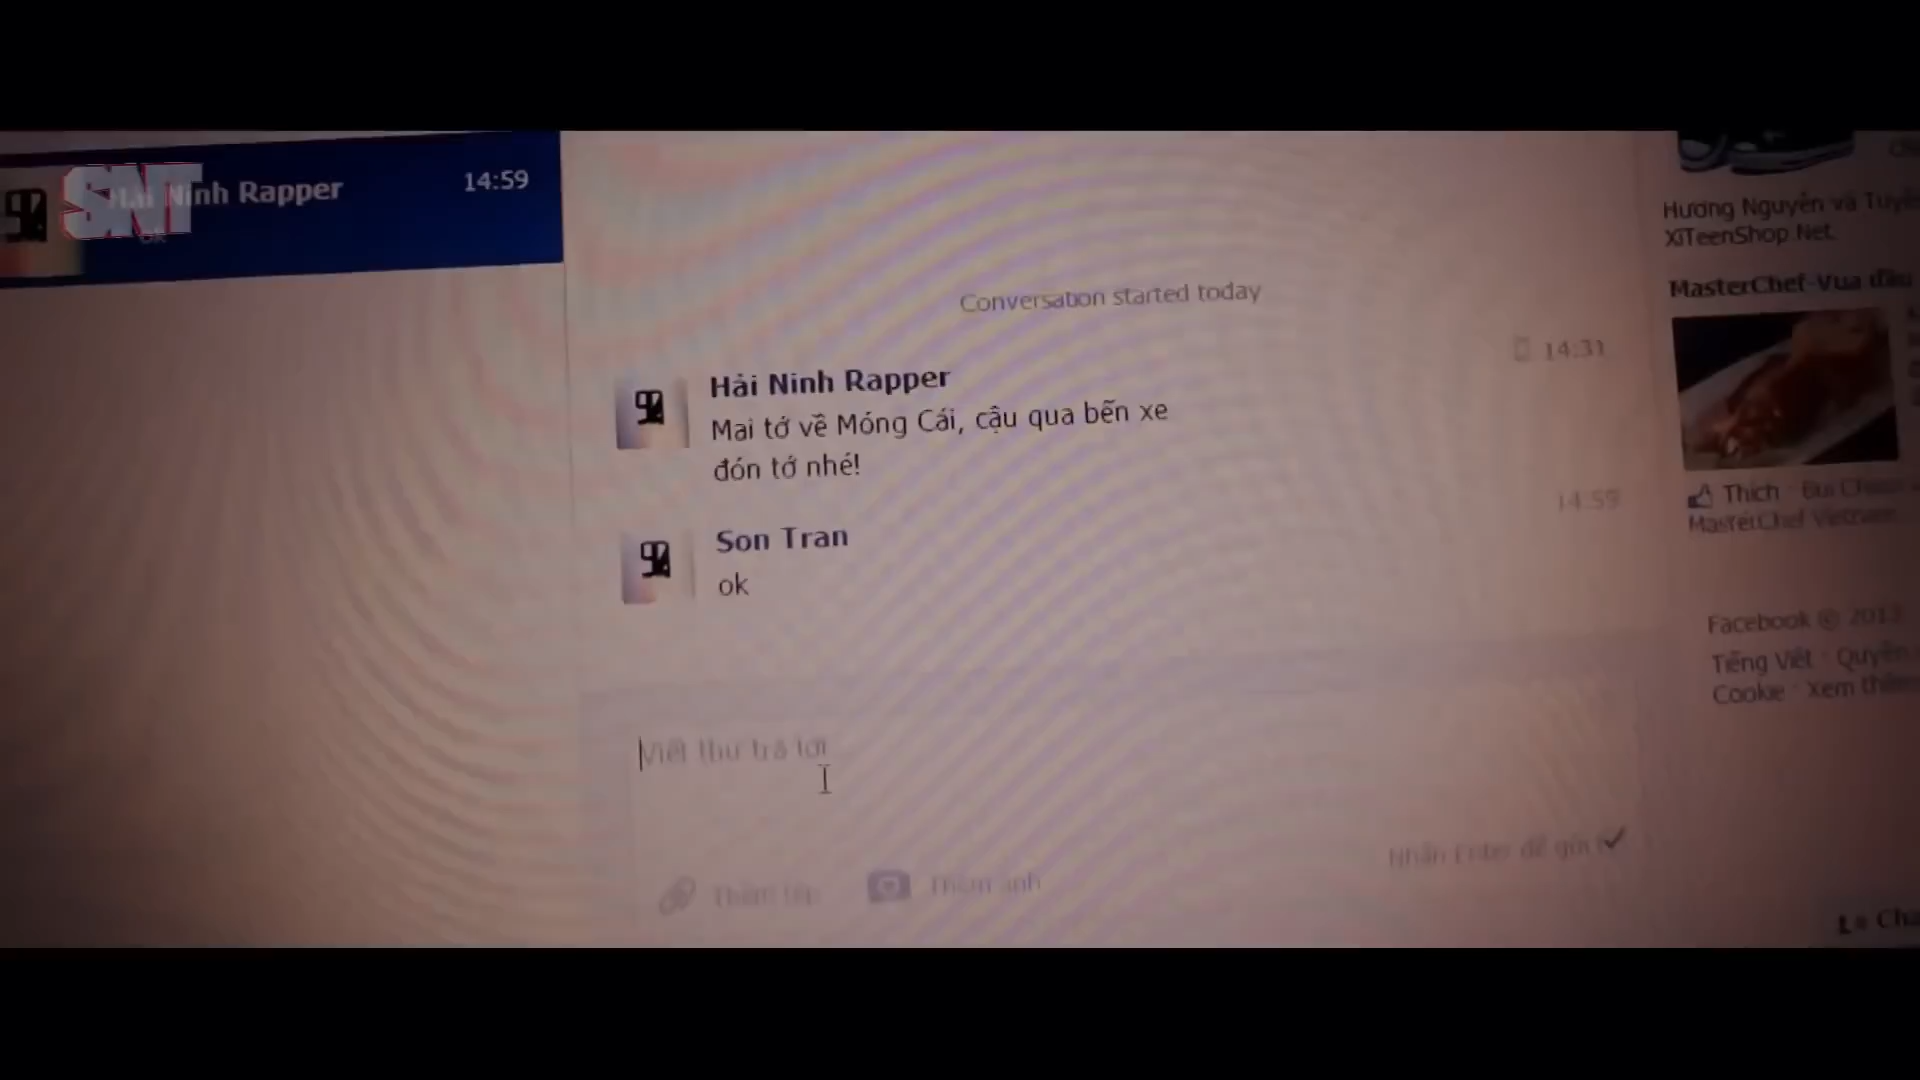 SNT
Hải Ninh Rapper
14:59
ok
Conversation started today
Hải Ninh Rapper
14:31
Mai tớ về Móng Cái, cậu qua bến xe
đón tớ nhé!
Son Tran
14:59
ok
Viết thư trả lời
Thêm tệp
Thêm ảnh
Nhấn Enter để gửi
Hương Nguyễn và
XiTeenShop.Net.
MasterChef-Vua đầu
Thích ·
MasterChef Vietnam
Facebook © 2013
Tiếng Việt · Quyền
Cookie · Xem thêm